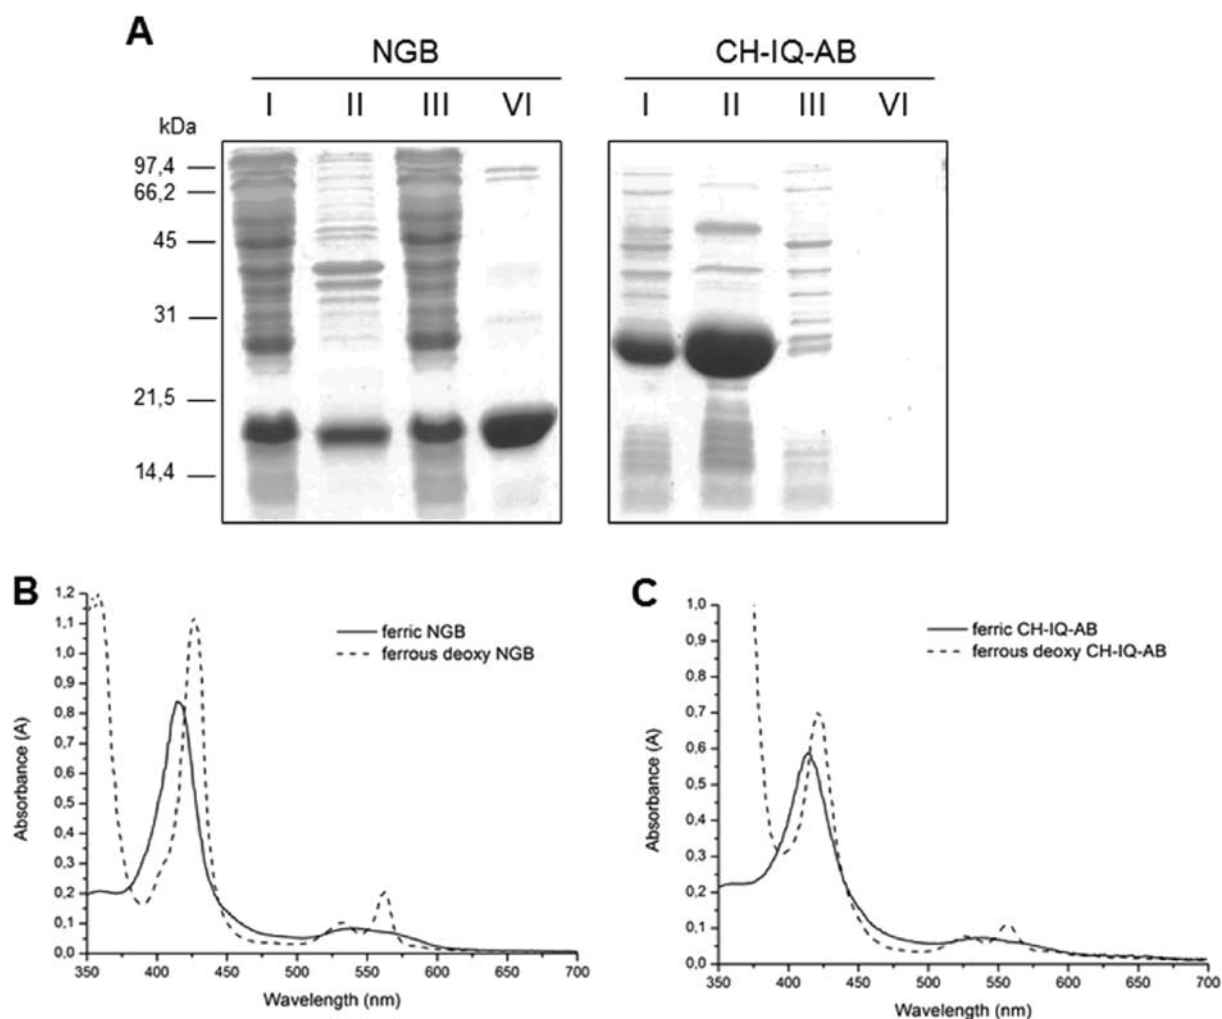 A
NGB CH-IQ-AB
I II III VI I II III VI
kDa
97,4
66,2
45
31
21,5
14,4
B
1,2
1,1
1,0
0,9
0,8
0,7
0,6
0,5
0,4
0,3
0,2
0,1
0,0
Absorbance (A)
ferric NGB
ferrous deoxy NGB
350 400 450 500 550 600 650 700
Wavelength (nm)
C
1,0
0,9
0,8
0,7
0,6
0,5
0,4
0,3
0,2
0,1
0,0
Absorbance (A)
ferric CH-IQ-AB
ferrous deoxy CH-IQ-AB
350 400 450 500 550 600 650 700
Wavelength (nm)